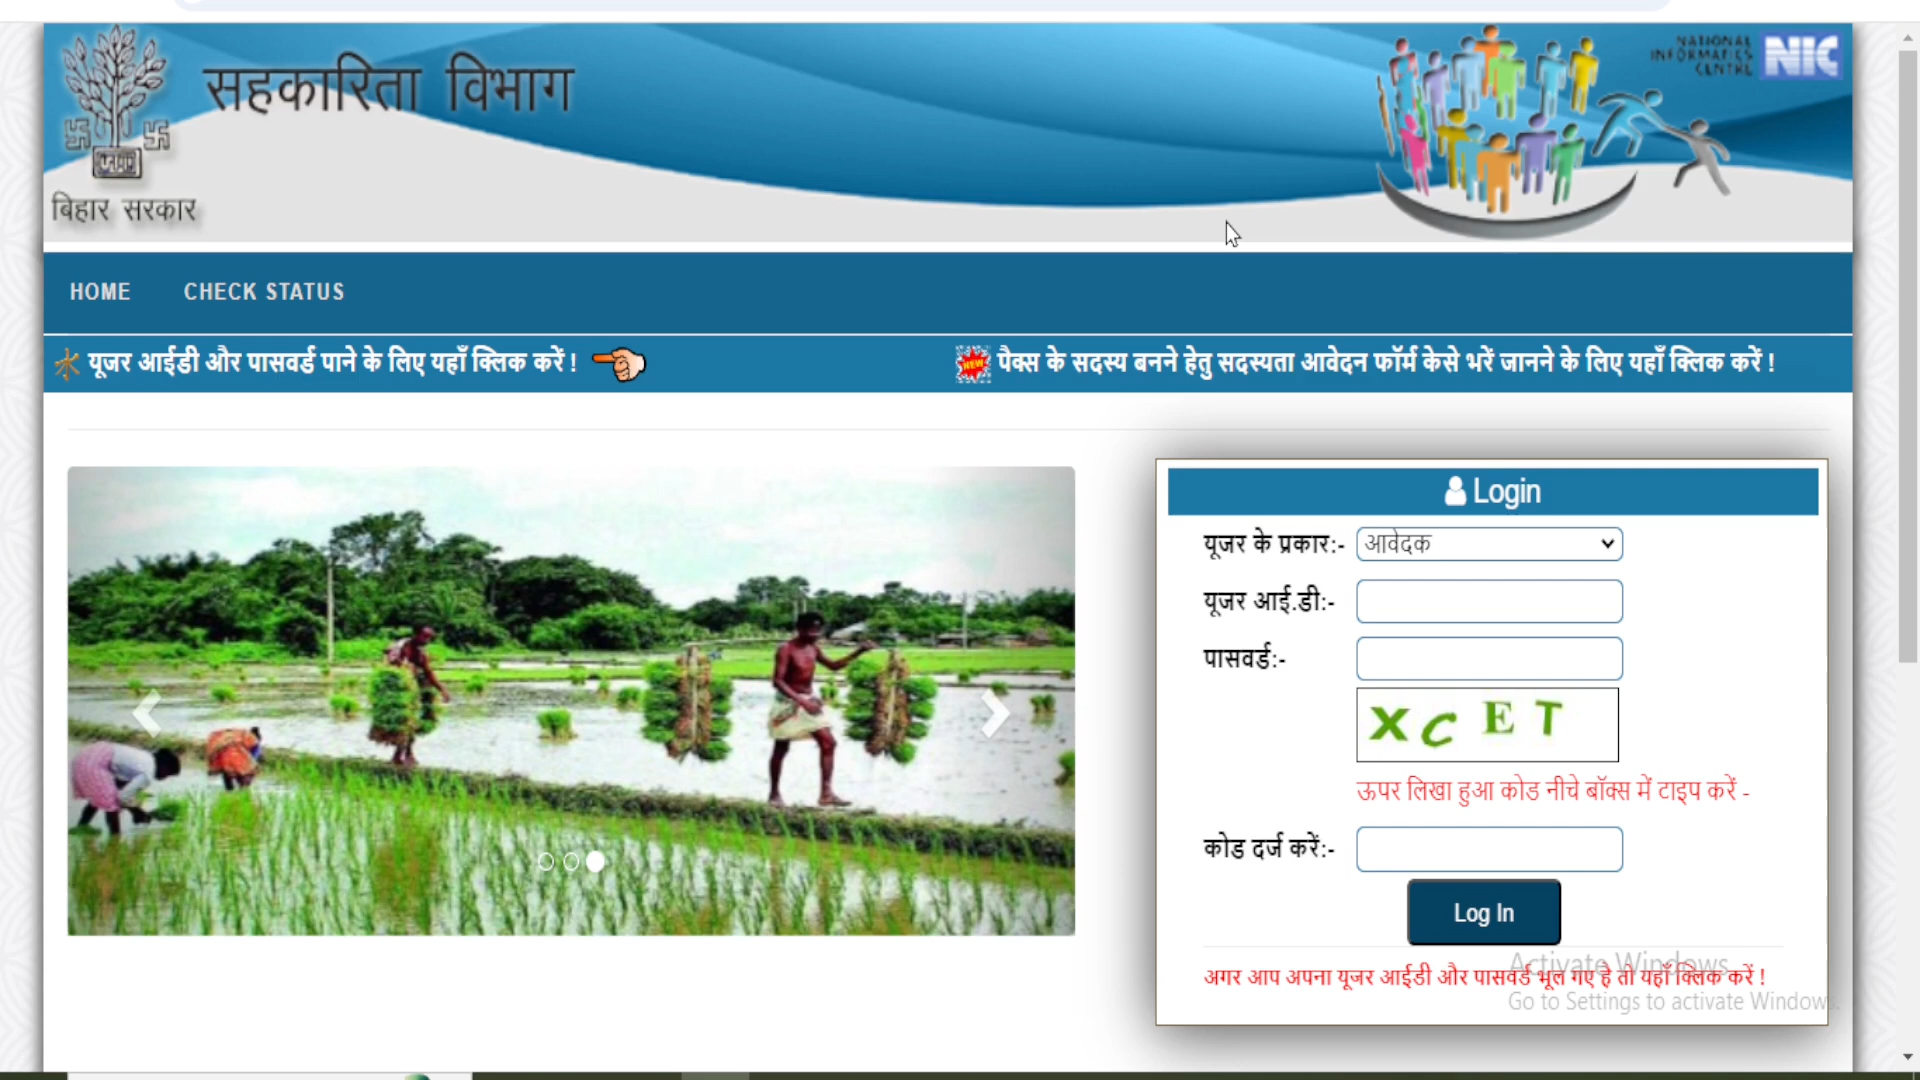 सहकारिता विभाग
बिहार सरकार
NATIONAL
INFORMATICS
CENTRE
NIC
HOME CHECK STATUS
यूजर आईडी और पासवर्ड पाने के लिए यहाँ क्लिक करें !
NEW पैक्स के सदस्य बनने हेतु सदस्यता आवेदन फॉर्म केसे भरें जानने के लिए यहाँ क्लिक करें !
Login
यूजर के प्रकार:- आवेदक
यूजर आई.डी:-
पासवर्ड:-
X C E T
ऊपर लिखा हुआ कोड नीचे बॉक्स में टाइप करें -
कोड दर्ज करें:-
Log In
अगर आप अपना यूजर आईडी और पासवर्ड भूल गए है तो यहाँ क्लिक करें !
Activate Windows
Go to Settings to activate Windows.